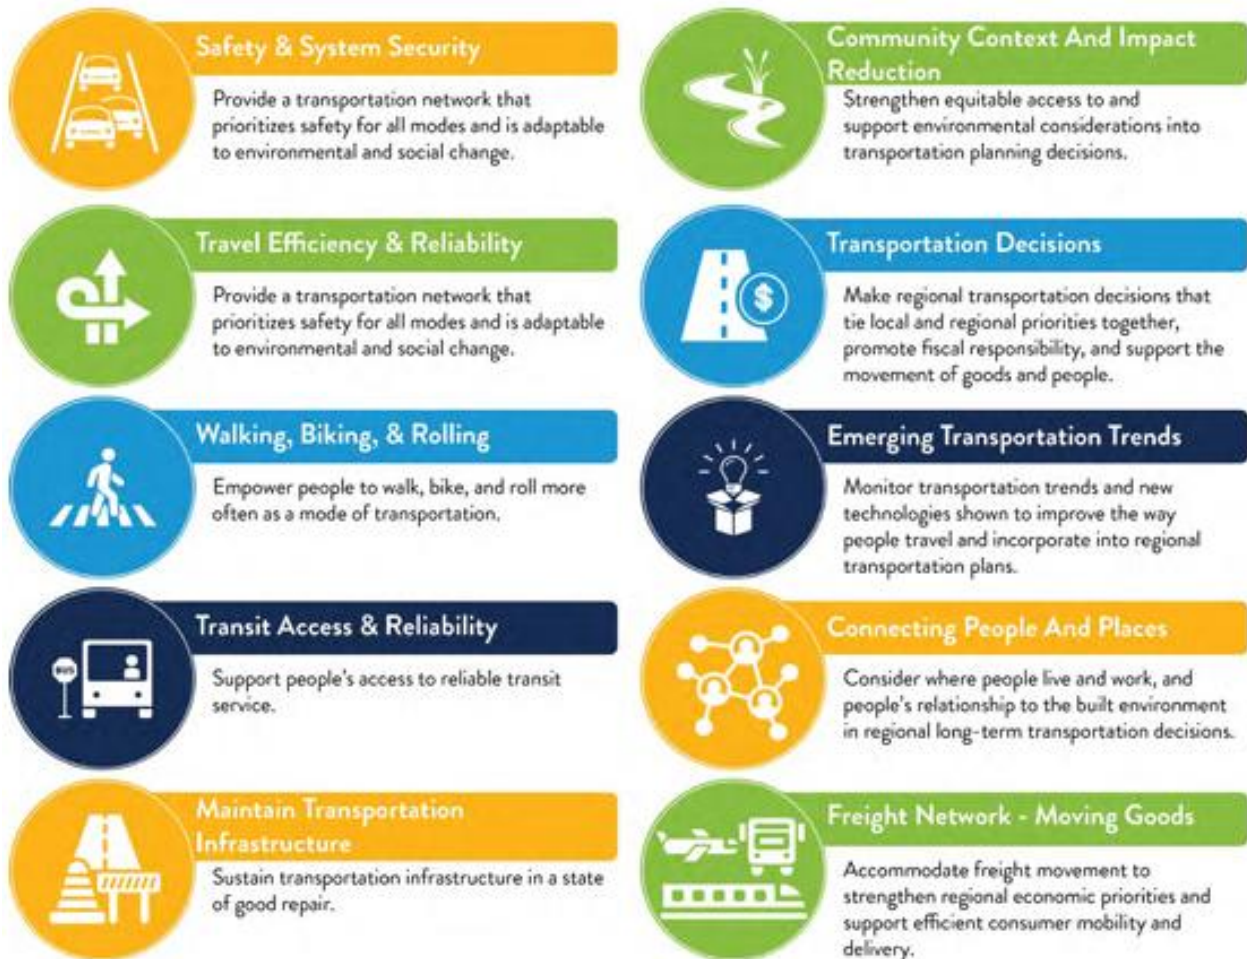 Safety & System Security
Provide a transportation network that
prioritizes safety for all modes and is adaptable
to environmental and social change.
Travel Efficiency & Reliability
Provide a transportation network that
prioritizes safety for all modes and is adaptable
to environmental and social change.
Walking, Biking, & Rolling
Empower people to walk, bike, and roll more
often as a mode of transportation.
BUS
Transit Access & Reliability
Support people's access to reliable transit
service.
Maintain Transportation
Infrastructure
Sustain transportation infrastructure in a state
of good repair.
Community Context And Impact
Reduction
Strengthen equitable access to and
support environmental considerations into
transportation planning decisions.
$
Transportation Decisions
Make regional transportation decisions that
tie local and regional priorities together,
promote fiscal responsibility, and support the
movement of goods and people.
Emerging Transportation Trends
Monitor transportation trends and new
technologies shown to improve the way
people travel and incorporate into regional
transportation plans.
Connecting People And Places
Consider where people live and work, and
people's relationship to the built environment
in regional long-term transportation decisions.
Freight Network - Moving Goods
Accommodate freight movement to
strengthen regional economic priorities and
support efficient consumer mobility and
delivery.